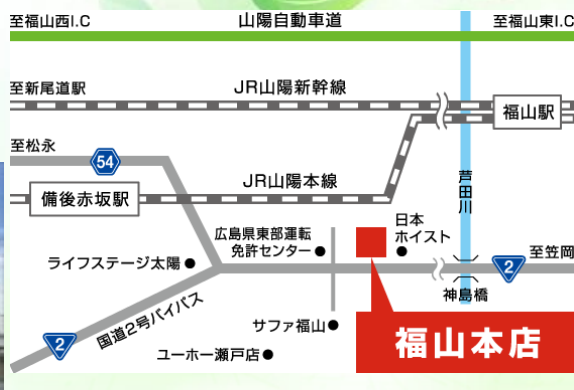 至福山西I.C
山陽自動車道
至福山東I.C
至新尾道駅
JR山陽新幹線
福山駅
至松永
54
JR山陽本線
芦田川
備後赤坂駅
広島県東部運転
免許センター
日本
ホイスト
ライフステージ太陽
至笠岡
2
神島橋
国道2号バイパス
2
サファ福山
福山本店
ユーホー瀬戸店